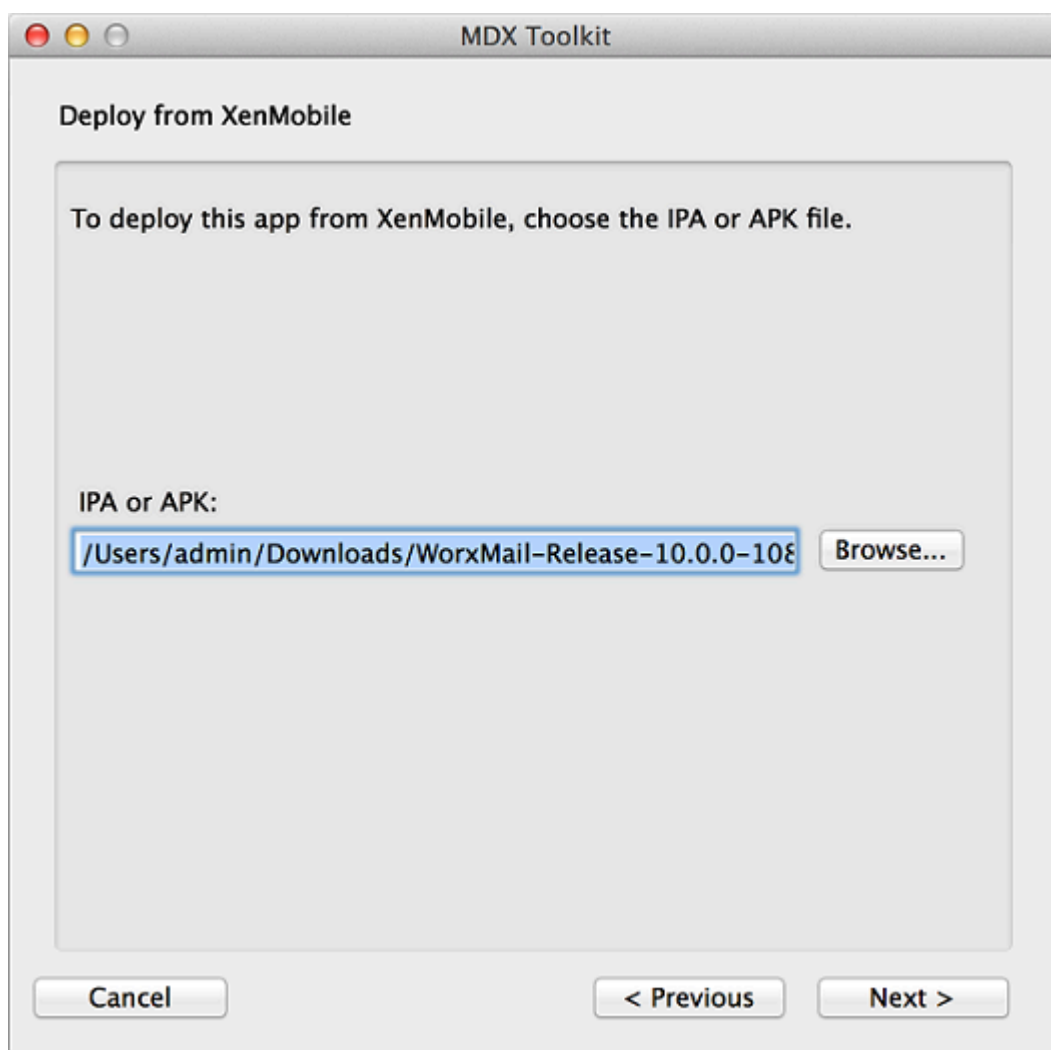 MDX Toolkit
Deploy from XenMobile
To deploy this app from XenMobile, choose the IPA or APK file.
IPA or APK:
/Users/admin/Downloads/WorxMail-Release-10.0.0-108 Browse...
Cancel < Previous Next >